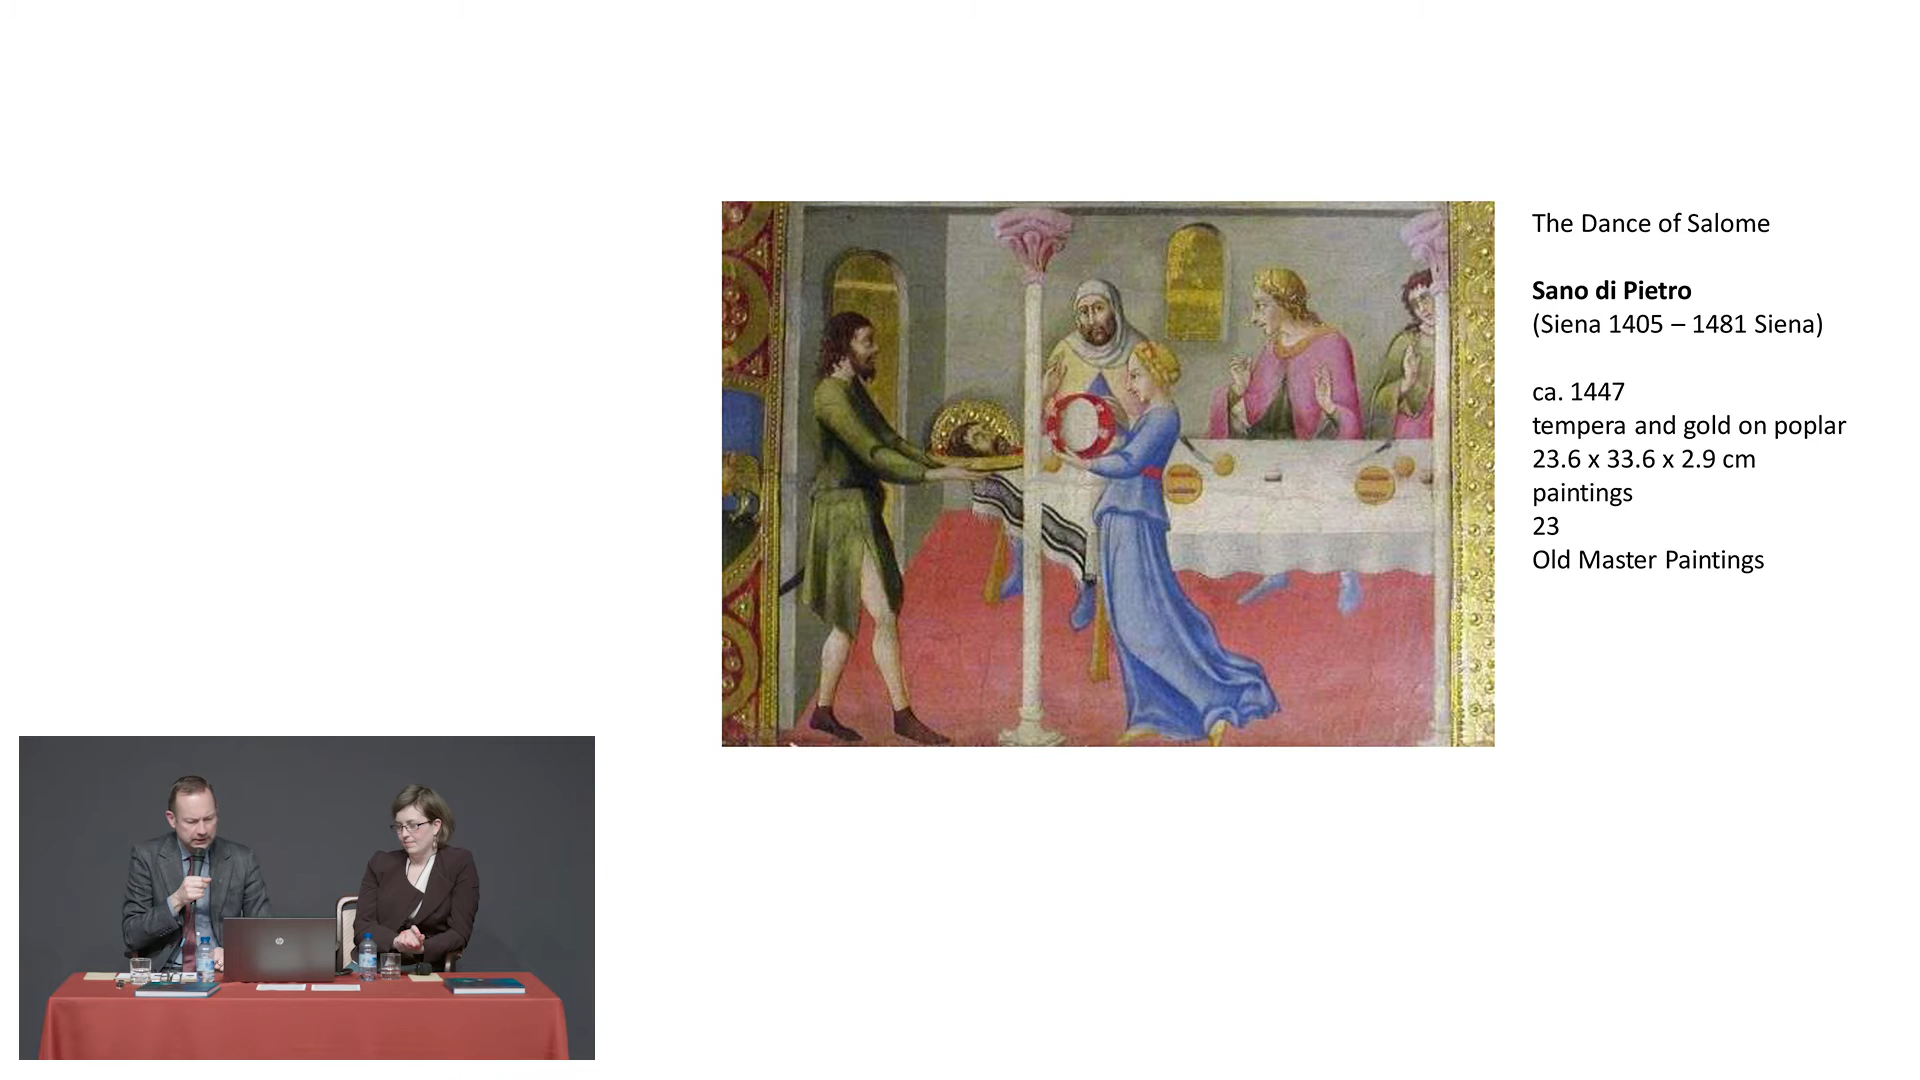 The Dance of Salome
Sano di Pietro
(Siena 1405 – 1481 Siena)
ca. 1447
tempera and gold on poplar
23.6 x 33.6 x 2.9 cm
paintings
23
Old Master Paintings
hp